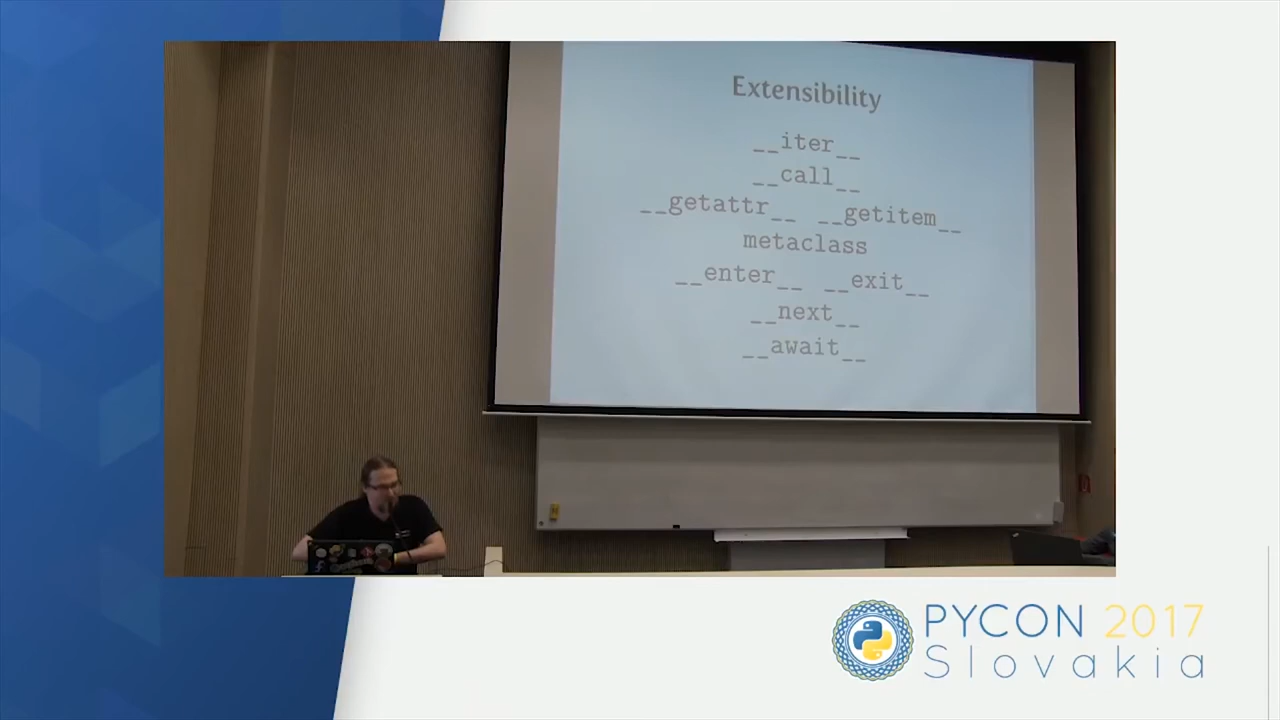 Extensibility
__iter__
__call__
__getattr__ __getitem__
metaclass
__enter__ __exit__
__next__
__await__
PYCON 2017
Slovakia